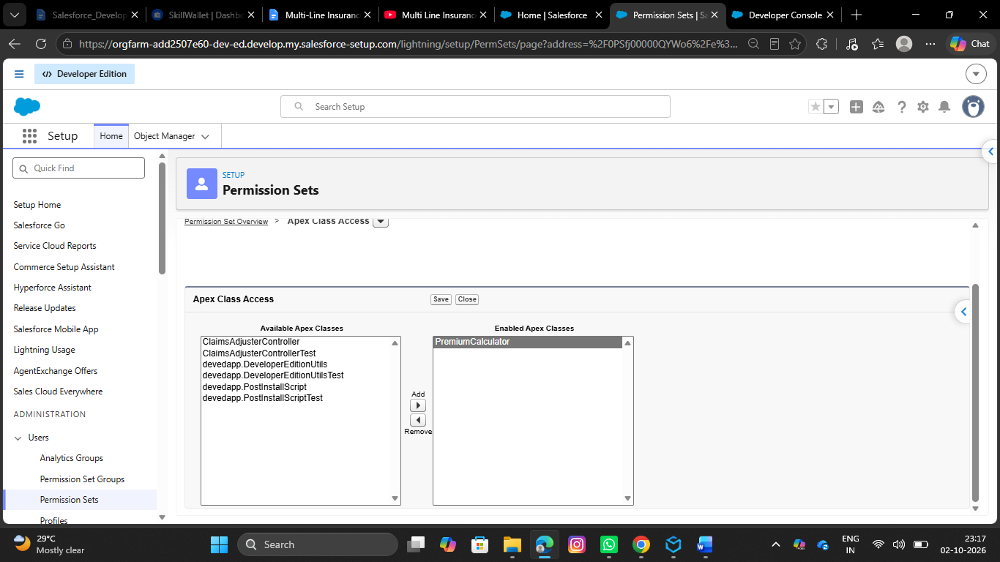 Salesforce_Develop
SkillWallet | Dashbo
Multi-Line Insuranc
Multi Line Insuranc
Home | Salesforce
Permission Sets | Sa
Developer Console
https://orgfarm-add2507e60-dev-ed.develop.my.salesforce-setup.com/lightning/setup/PermSets/page?address=%2F0PSfj00000QYWo6%2Fe%3...
Chat
Developer Edition
Search Setup
Setup
Home
Object Manager
Quick Find
Setup Home
Salesforce Go
Service Cloud Reports
Commerce Setup Assistant
Hyperforce Assistant
Release Updates
Salesforce Mobile App
Lightning Usage
AgentExchange Offers
Sales Cloud Everywhere
ADMINISTRATION
Users
Analytics Groups
Permission Set Groups
Permission Sets
Profiles
SETUP
Permission Sets
Permission Set Overview > Apex Class Access
Apex Class Access
Save
Close
Available Apex Classes
Enabled Apex Classes
ClaimsAdjusterController
ClaimsAdjusterControllerTest
devedapp.DeveloperEditionUtils
devedapp.DeveloperEditionUtilsTest
devedapp.PostInstallScript
devedapp.PostInstallScriptTest
Add
Remove
PremiumCalculator
29°C
Mostly clear
Search
ENG
IN
23:17
02-10-2026